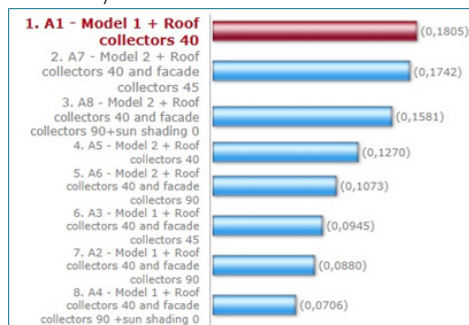 1. A1 - Model 1 + Roof
collectors 40
(0,1805)
2. A7 - Model 2 + Roof
collectors 40 and facade
collectors 45
(0,1742)
3. A8 - Model 2 + Roof
collectors 40 and facade
collectors 90+sun shading 0
(0,1581)
4. A5 - Model 2 + Roof
collectors 40
(0,1270)
5. A6 - Model 2 + Roof
collectors 40 and facade
collectors 90
(0,1073)
6. A3 - Model 1 + Roof
collectors 40 and facade
collectors 45
(0,0945)
7. A2 - Model 1 + Roof
collectors 40 and facade
collectors 90
(0,0880)
8. A4 - Model 1 + Roof
collectors 40 and facade
collectors 90 +sun shading 0
(0,0706)